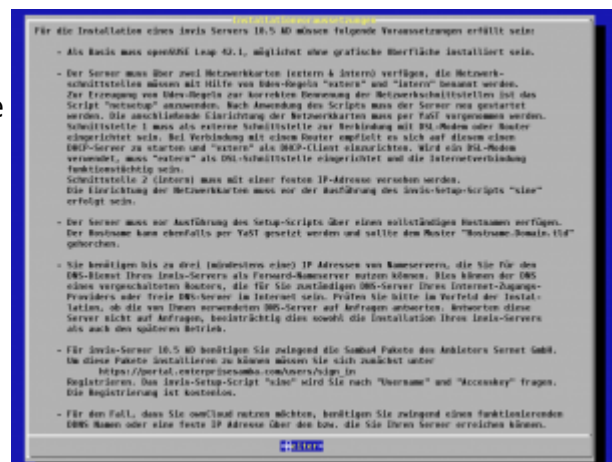 Installationsvoraussetzungen
Für die Installation eines invis Servers 10.5 AD müssen folgende Voraussetzungen erfüllt sein:
- Als Basis muss openSUSE Leap 42.1, möglichst ohne grafische Oberfläche installiert sein.
- Der Server muss über zwei Netzwerkkarten (extern & intern) verfügen, die Netzwerk-
schnittstellen müssen mit Hilfe von Udev-Regeln "extern" und "intern" benannt werden.
Zur Erzeugung von Udev-Regeln zur korrekten Benennung der Netzwerkschnittstellen ist das
Script "netsetup" anzuwenden. Nach Anwendung des Scripts muss der Server neu gestartet
werden. Die anschließende Einrichtung der Netzwerkkarten muss per YaST vorgenommen werden.
Schnittstelle 1 muss als externe Schnittstelle zur Verbindung mit DSL-Modem oder Router
eingerichtet sein. Bei Verbindung mit einem Router empfielt es sich auf diesem einen
DHCP-Server zu starten und "extern" als DHCP-Client einzurichten. Wird ein DSL-Modem
verwendet, muss "extern" als DSL-Schnittstelle eingerichtet und die Internetverbindung
funktionstüchtig sein.
Schnittstelle 2 (intern) muss mit einer festen IP-Adresse versehen werden.
Die Einrichtung der Netzwerkkarten muss vor der Ausführung des invis-Setup-Scripts "sine"
erfolgt sein.
- Der Server muss vor Ausführung des Setup-Scripts über einen vollständigen Hostnamen verfügen.
Der Hostname kann ebenfalls per YaST gesetzt werden und sollte dem Muster "Hostname.Domain.tld"
gehorchen.
- Sie benötigen bis zu drei (mindestens eine) IP Adressen von Nameservern, die Sie für den
DNS-Dienst Ihres invis-Servers als Forward-Nameserver nutzen können. Dies können der DNS
eines vorgeschalteten Routers, die für Sie zuständigen DNS-Server Ihres Internet-Zugangs-
Providers oder freie DNS-Server im Internet sein. Prüfen Sie bitte im Vorfeld der Instal-
lation, ob die von Ihnen verwendeten DNS-Server auf Anfragen antworten. Antworten diese
Server nicht auf Anfragen, beeinträchtig dies sowohl die Installation Ihres invis-Servers
als auch den späteren Betrieb.
- Für invis-Server 10.5 AD benötigen Sie zwingend die Samba4 Pakete des Anbieters Sernet GmbH.
Um diese Pakete installieren zu können müssen Sie sich zunächst unter
https://portal.enterprisesamba.com/users/sign_in
Registrieren. Das invis-Setup-Script "sine" wird Sie nach "Username" und "Accesskey" fragen.
Die Registrierung ist kostenlos.
- Für den Fall, dass Sie ownCloud nutzen möchten, benötigen Sie zwingend einen funktionierenden
DDNS Namen oder eine feste IP Adresse über den bzw. die Sie Ihren Server erreichen können.
e
Weiter